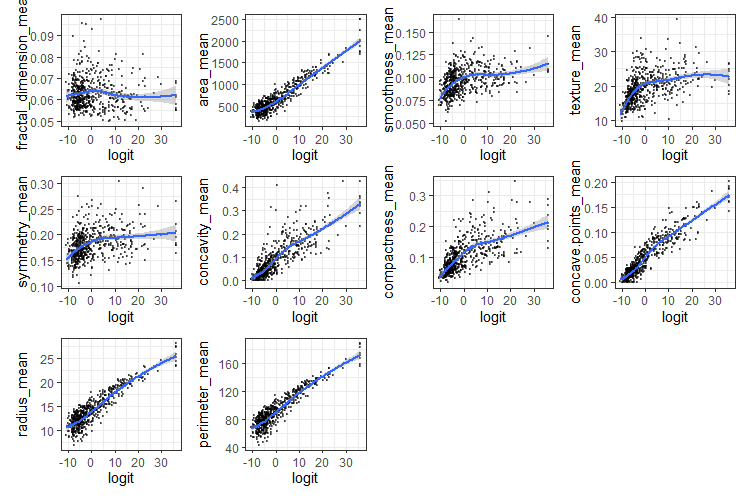 fractal_dimension_mean
0.09
0.08
0.07
0.06
0.05
-10 0 10 20 30
logit
area_mean
2500
2000
1500
1000
500
-10 0 10 20 30
logit
smoothness_mean
0.150
0.125
0.100
0.075
0.050
-10 0 10 20 30
logit
texture_mean
40
30
20
10
-10 0 10 20 30
logit
symmetry_mean
0.30
0.25
0.20
0.15
0.10
-10 0 10 20 30
logit
concavity_mean
0.4
0.3
0.2
0.1
0.0
-10 0 10 20 30
logit
compactness_mean
0.3
0.2
0.1
-10 0 10 20 30
logit
concave.points_mean
0.20
0.15
0.10
0.05
0.00
-10 0 10 20 30
logit
radius_mean
25
20
15
10
-10 0 10 20 30
logit
perimeter_mean
160
120
80
40
-10 0 10 20 30
logit